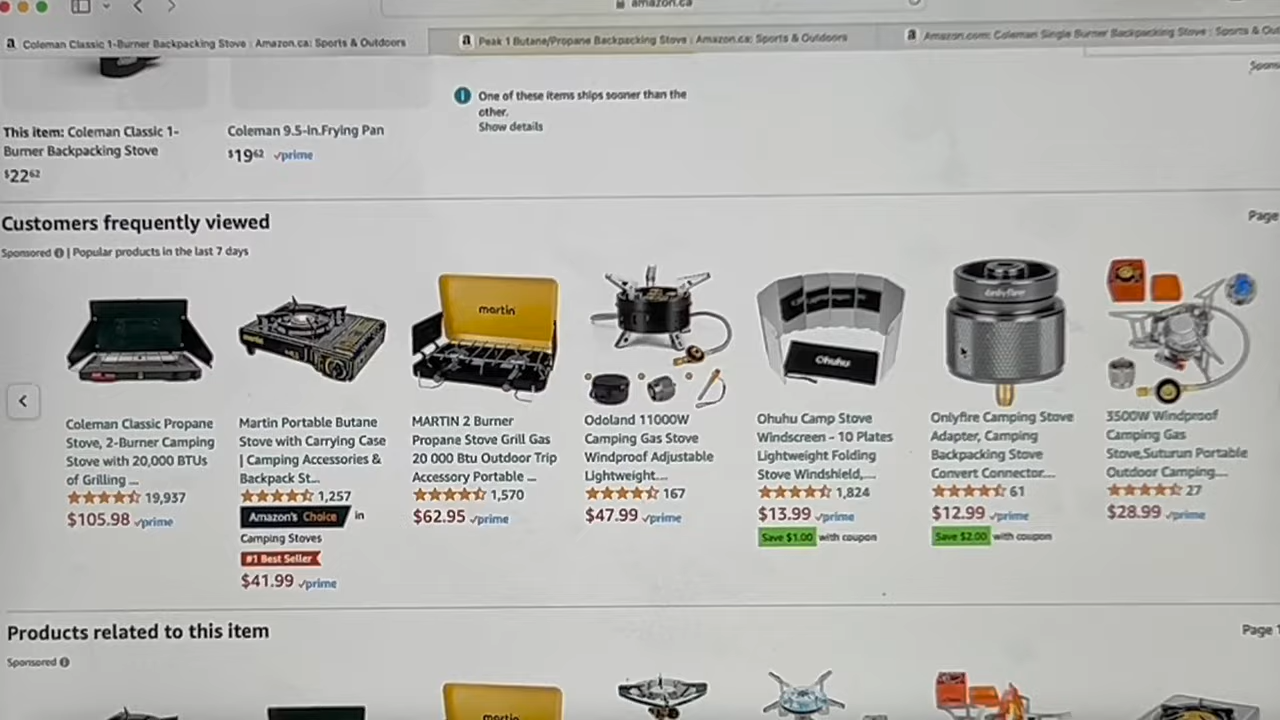 amazon.ca
Coleman Classic 1-Burner Backpacking Stove : Amazon.ca: Sports & Outdoors
Peak 1 Butane/Propane Backpacking Stove : Amazon.ca: Sports & Outdoors
Amazon.com: Coleman Single Burner Backpacking Stove : Sports & Out
Spons
One of these items ships sooner than the
other.
Show details
This item: Coleman Classic 1-
Burner Backpacking Stove
$22⁶²
Coleman 9.5-in.Frying Pan
$19⁶² prime
Customers frequently viewed
Page
Sponsored | Popular products in the last 7 days
martin
Ohuhu
Onlyfire
Coleman Classic Propane
Stove, 2-Burner Camping
Stove with 20,000 BTUs
of Grilling ...
19,937
$105.98 prime
Martin Portable Butane
Stove with Carrying Case
| Camping Accessories &
Backpack St...
1,257
Amazon's Choice in
Camping Stoves
#1 Best Seller
$41.99 prime
MARTIN 2 Burner
Propane Stove Grill Gas
20 000 Btu Outdoor Trip
Accessory Portable ...
1,570
$62.95 prime
Odoland 11000W
Camping Gas Stove
Windproof Adjustable
Lightweight...
167
$47.99 prime
Ohuhu Camp Stove
Windscreen - 10 Plates
Lightweight Folding
Stove Windshield,...
1,824
$13.99 prime
Save $1.00 with coupon
Onlyfire Camping Stove
Adapter, Camping
Backpacking Stove
Convert Connector...
61
$12.99 prime
Save $2.00 with coupon
3500W Windproof
Camping Gas
Stove,Suturun Portable
Outdoor Camping...
27
$28.99 prime
Products related to this item
Page 1
Sponsored
martin